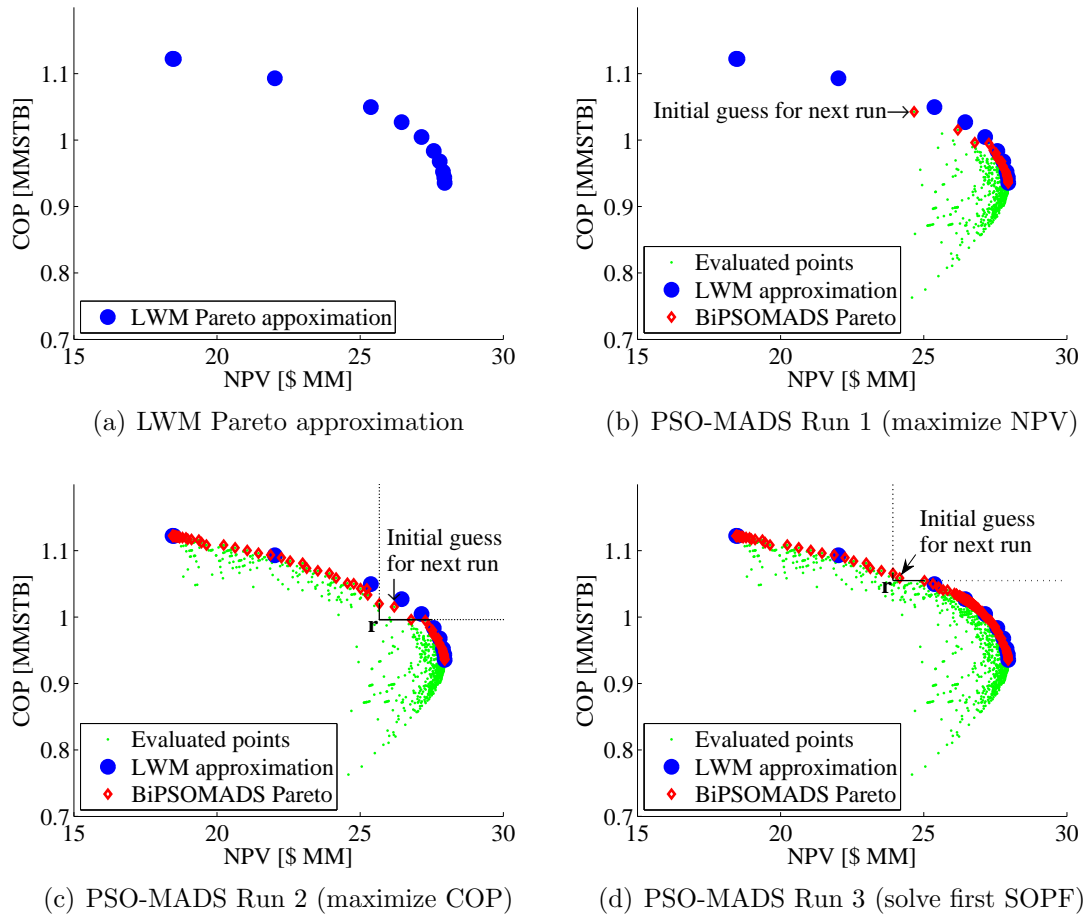 1.1
1
0.9
0.8
0.7
COP [MMSTB]
LWM Pareto appoximation
15
20
25
30
NPV [$ MM]
(a) LWM Pareto approximation
1.1
1
0.9
0.8
0.7
COP [MMSTB]
Initial guess for next run
Evaluated points
LWM approximation
BiPSOMADS Pareto
15
20
25
30
NPV [$ MM]
(b) PSO-MADS Run 1 (maximize NPV)
1.1
1
0.9
0.8
0.7
COP [MMSTB]
Initial guess
for next run
r
Evaluated points
LWM approximation
BiPSOMADS Pareto
15
20
25
30
NPV [$ MM]
(c) PSO-MADS Run 2 (maximize COP)
1.1
1
0.9
0.8
0.7
COP [MMSTB]
Initial guess
for next run
r
Evaluated points
LWM approximation
BiPSOMADS Pareto
15
20
25
30
NPV [$ MM]
(d) PSO-MADS Run 3 (solve first SOPF)